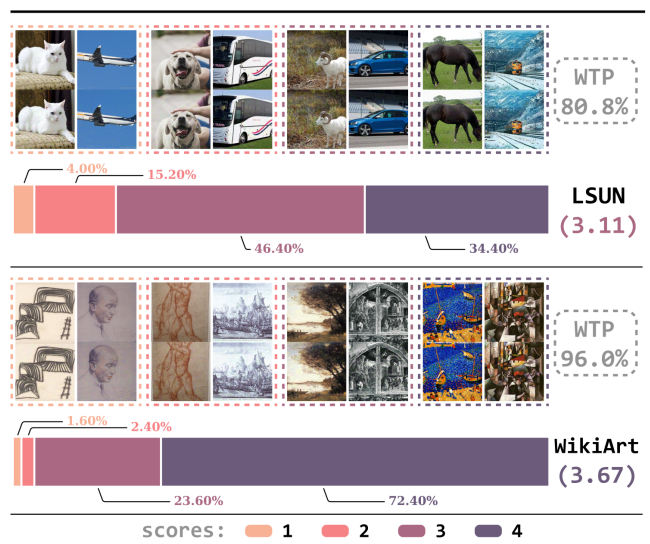 WTP
80.8%
4.00%
15.20%
LSUN
(3.11)
46.40%
34.40%
WTP
96.0%
1.60%
2.40%
WikiArt
(3.67)
23.60%
72.40%
scores: 1 2 3 4